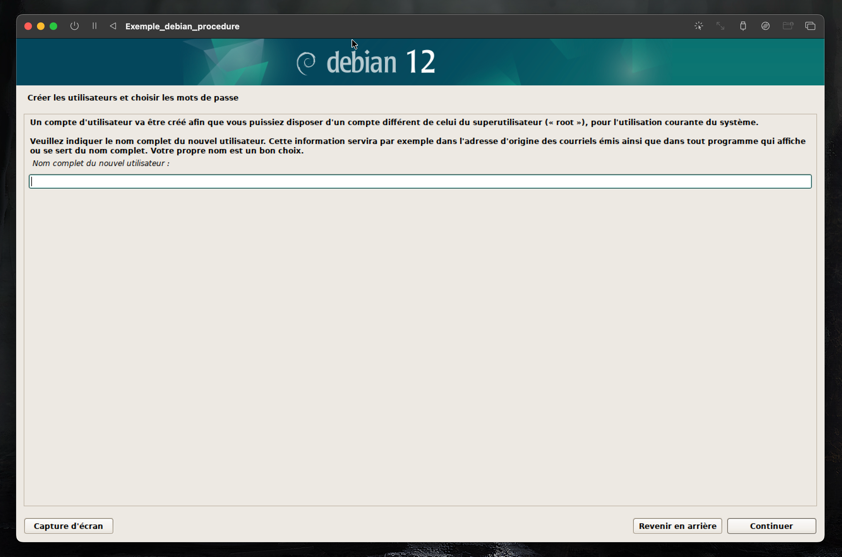 Exemple_debian_procedure
debian 12
Créer les utilisateurs et choisir les mots de passe
Un compte d'utilisateur va être créé afin que vous puissiez disposer d'un compte différent de celui du superutilisateur (« root »), pour l'utilisation courante du système.
Veuillez indiquer le nom complet du nouvel utilisateur. Cette information servira par exemple dans l'adresse d'origine des courriels émis ainsi que dans tout programme qui affiche
ou se sert du nom complet. Votre propre nom est un bon choix.
Nom complet du nouvel utilisateur :
Capture d'écran
Revenir en arrière
Continuer